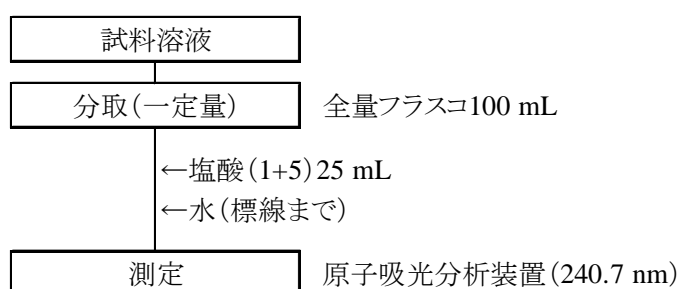 試料溶液
分取(一定量) 全量フラスコ100 mL
←塩酸(1+5)25 mL
←水(標線まで)
測定 原子吸光分析装置(240.7 nm)